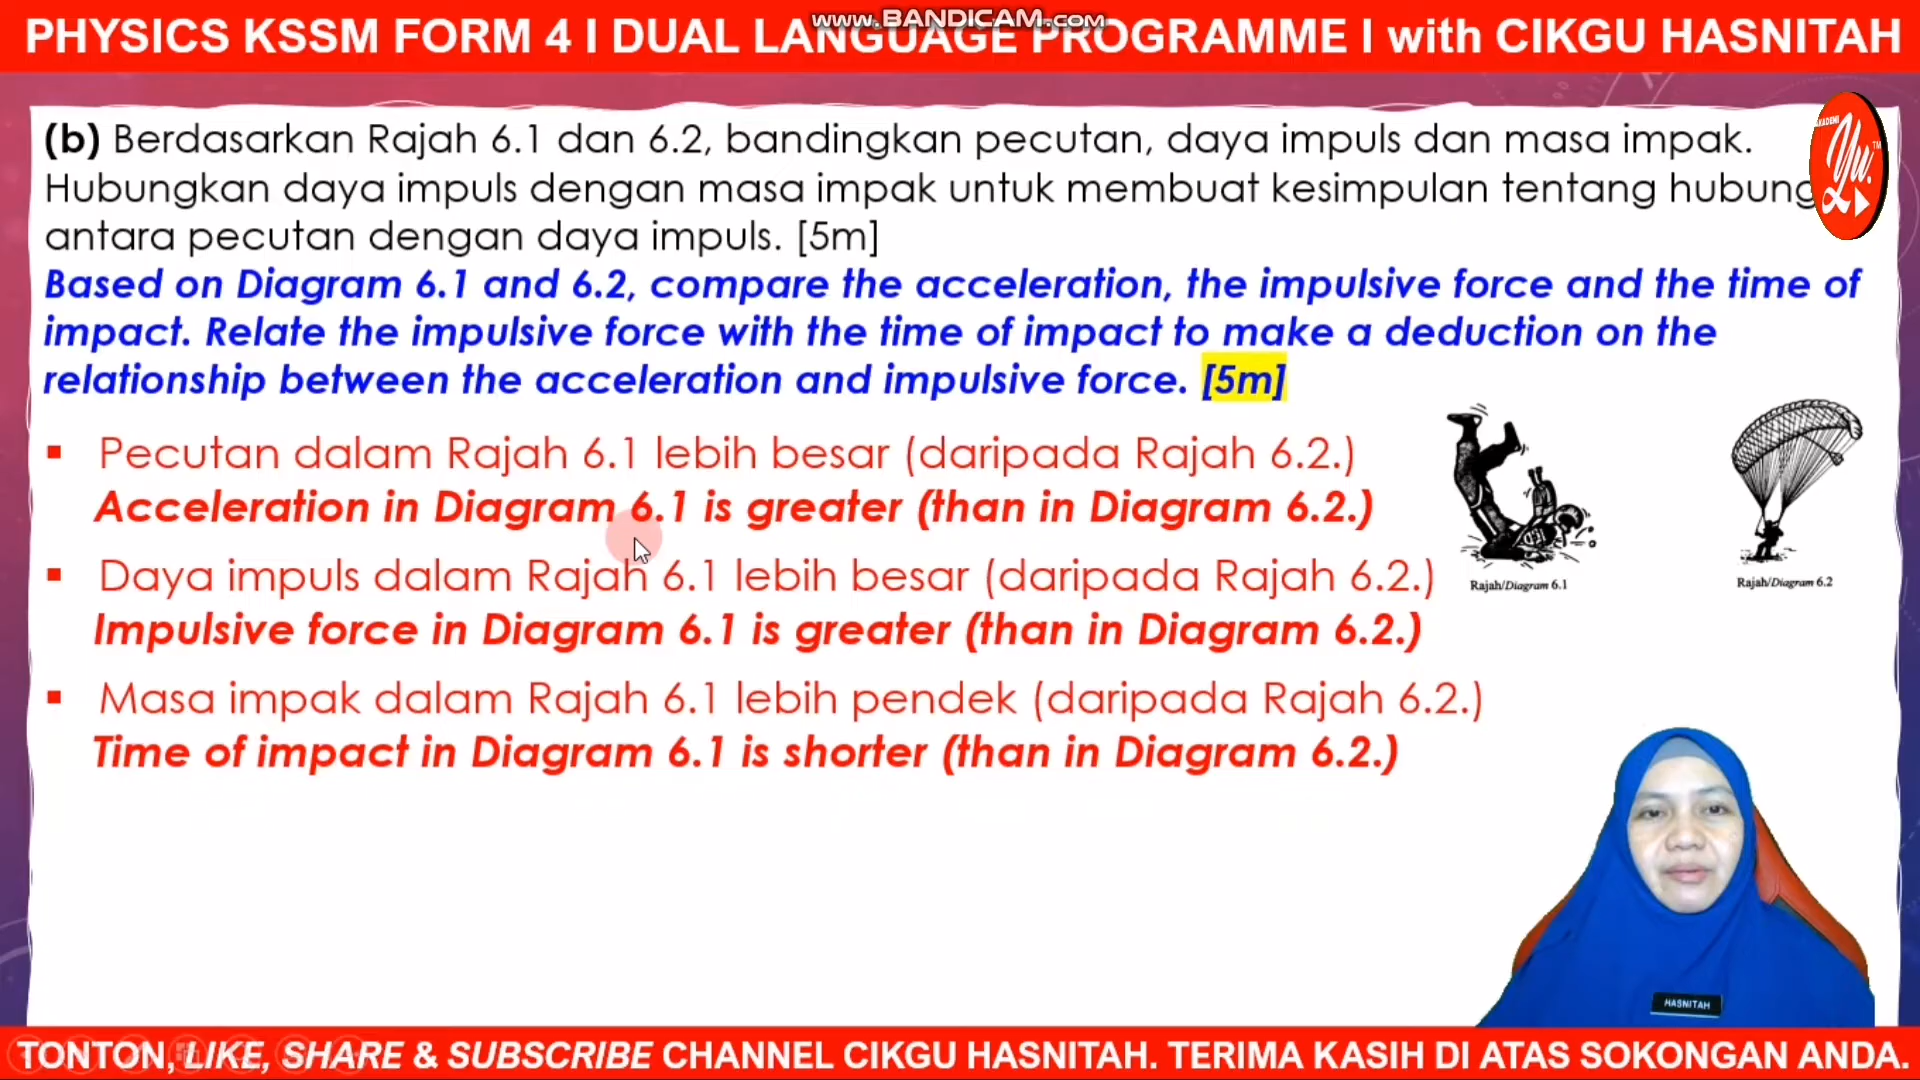 www.BANDICAM.com
PHYSICS KSSM FORM 4 I DUAL LANGUAGE PROGRAMME I with CIKGU HASNITAH
(b) Berdasarkan Rajah 6.1 dan 6.2, bandingkan pecutan, daya impuls dan masa impak.
Hubungkan daya impuls dengan masa impak untuk membuat kesimpulan tentang hubung
antara pecutan dengan daya impuls. [5m]
Based on Diagram 6.1 and 6.2, compare the acceleration, the impulsive force and the time of
impact. Relate the impulsive force with the time of impact to make a deduction on the
relationship between the acceleration and impulsive force. [5m]
▪ Pecutan dalam Rajah 6.1 lebih besar (daripada Rajah 6.2.)
Acceleration in Diagram 6.1 is greater (than in Diagram 6.2.)
▪ Daya impuls dalam Rajah 6.1 lebih besar (daripada Rajah 6.2.)
Impulsive force in Diagram 6.1 is greater (than in Diagram 6.2.)
▪ Masa impak dalam Rajah 6.1 lebih pendek (daripada Rajah 6.2.)
Time of impact in Diagram 6.1 is shorter (than in Diagram 6.2.)
Rajah/Diagram 6.1
Rajah/Diagram 6.2
HASNITAH
TONTON, LIKE, SHARE & SUBSCRIBE CHANNEL CIKGU HASNITAH. TERIMA KASIH DI ATAS SOKONGAN ANDA.